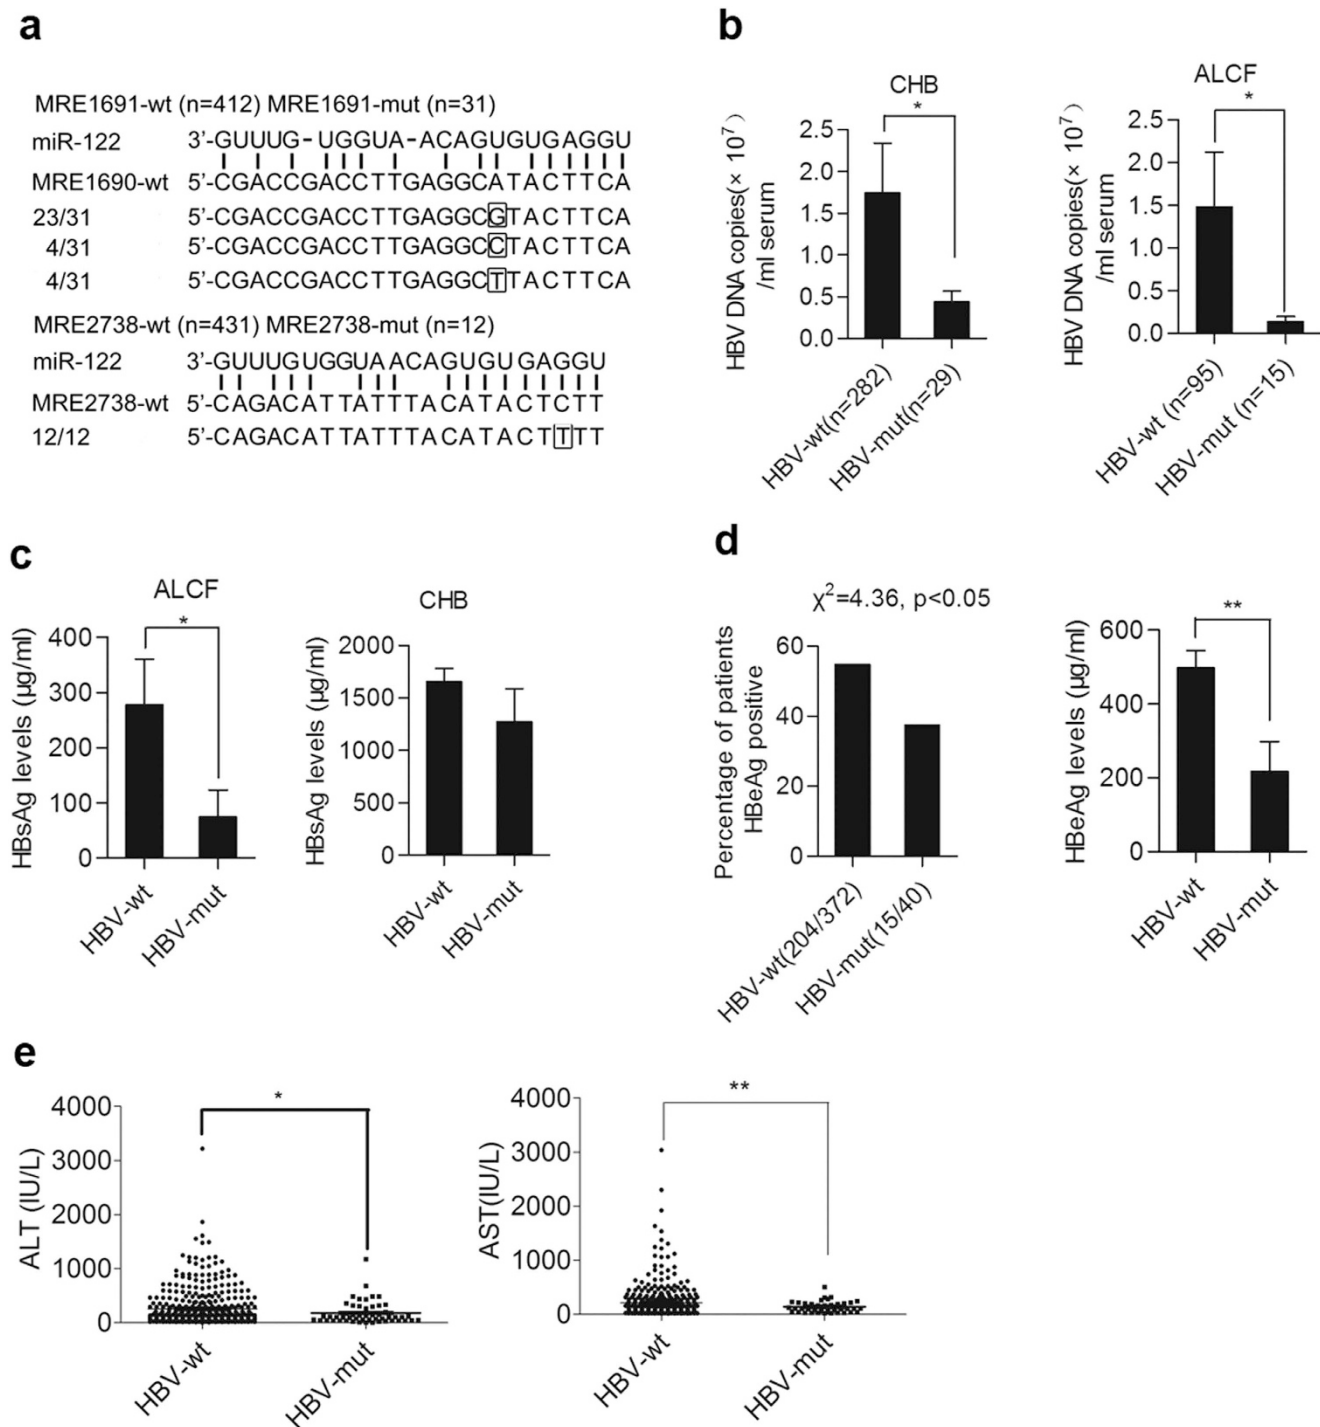 a
MRE1691-wt (n=412) MRE1691-mut (n=31)
miR-122 3'-GUUUG-UGGUA-ACAGUGUGAGGU
MRE1690-wt 5'-CGACCGACCTTGAGGCATACTTCA
23/31 5'-CGACCGACCTTGAGGCGTACTTCA
4/31 5'-CGACCGACCTTGAGGCCTACTTCA
4/31 5'-CGACCGACCTTGAGGCTTACTTCA
MRE2738-wt (n=431) MRE2738-mut (n=12)
miR-122 3'-GUUUGUGGUAACAGUGUGAGGU
MRE2738-wt 5'-CAGACATTATTTACATACTCTT
12/12 5'-CAGACATTATTTACATACTTTT
b
CHB
*
HBV DNA copies(× 10⁷)
/ml serum
2.5
2.0
1.5
1.0
0.5
0.0
HBV-wt(n=282)
HBV-mut(n=29)
ALCF
*
HBV DNA copies(× 10⁷)
/ml serum
2.5
2.0
1.5
1.0
0.5
0.0
HBV-wt (n=95)
HBV-mut (n=15)
c
ALCF
*
HBsAg levels (µg/ml)
400
300
200
100
0
HBV-wt
HBV-mut
CHB
HBsAg levels (µg/ml)
2000
1500
1000
500
0
HBV-wt
HBV-mut
d
χ²=4.36, p<0.05
Percentage of patients
HBeAg positive
60
40
20
0
HBV-wt(204/372)
HBV-mut(15/40)
**
HBeAg levels (µg/ml)
600
400
200
0
HBV-wt
HBV-mut
e
*
ALT (IU/L)
4000
3000
2000
1000
0
HBV-wt
HBV-mut
**
AST(IU/L)
4000
3000
2000
1000
0
HBV-wt
HBV-mut